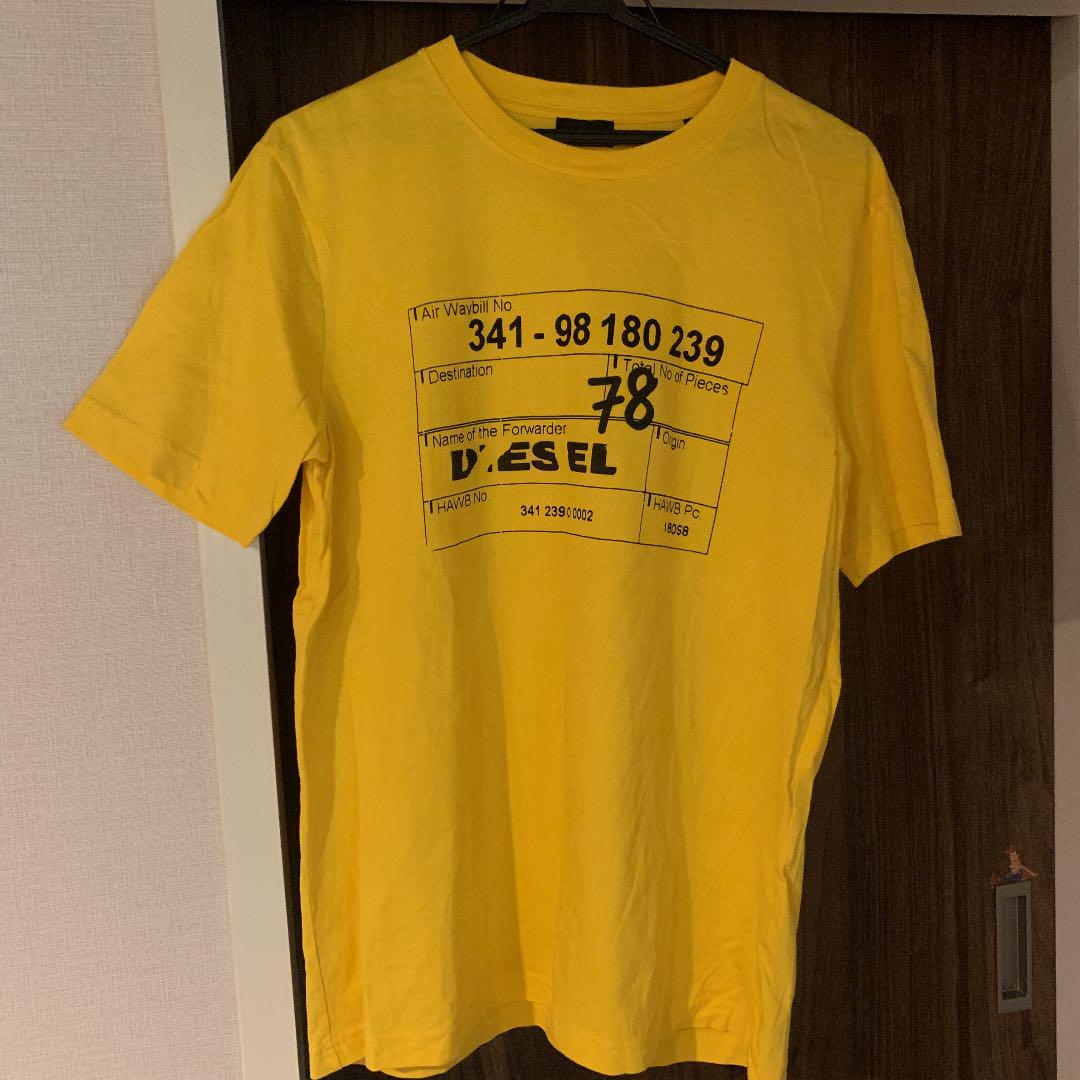 Air Waybill No.
341 - 98 180 239
Destination
Total No of Pieces
78
Name of the Forwarder
Oigin
DIESEL
HAWB No.
341 239 0 0002
HAWB Pc.
180S8